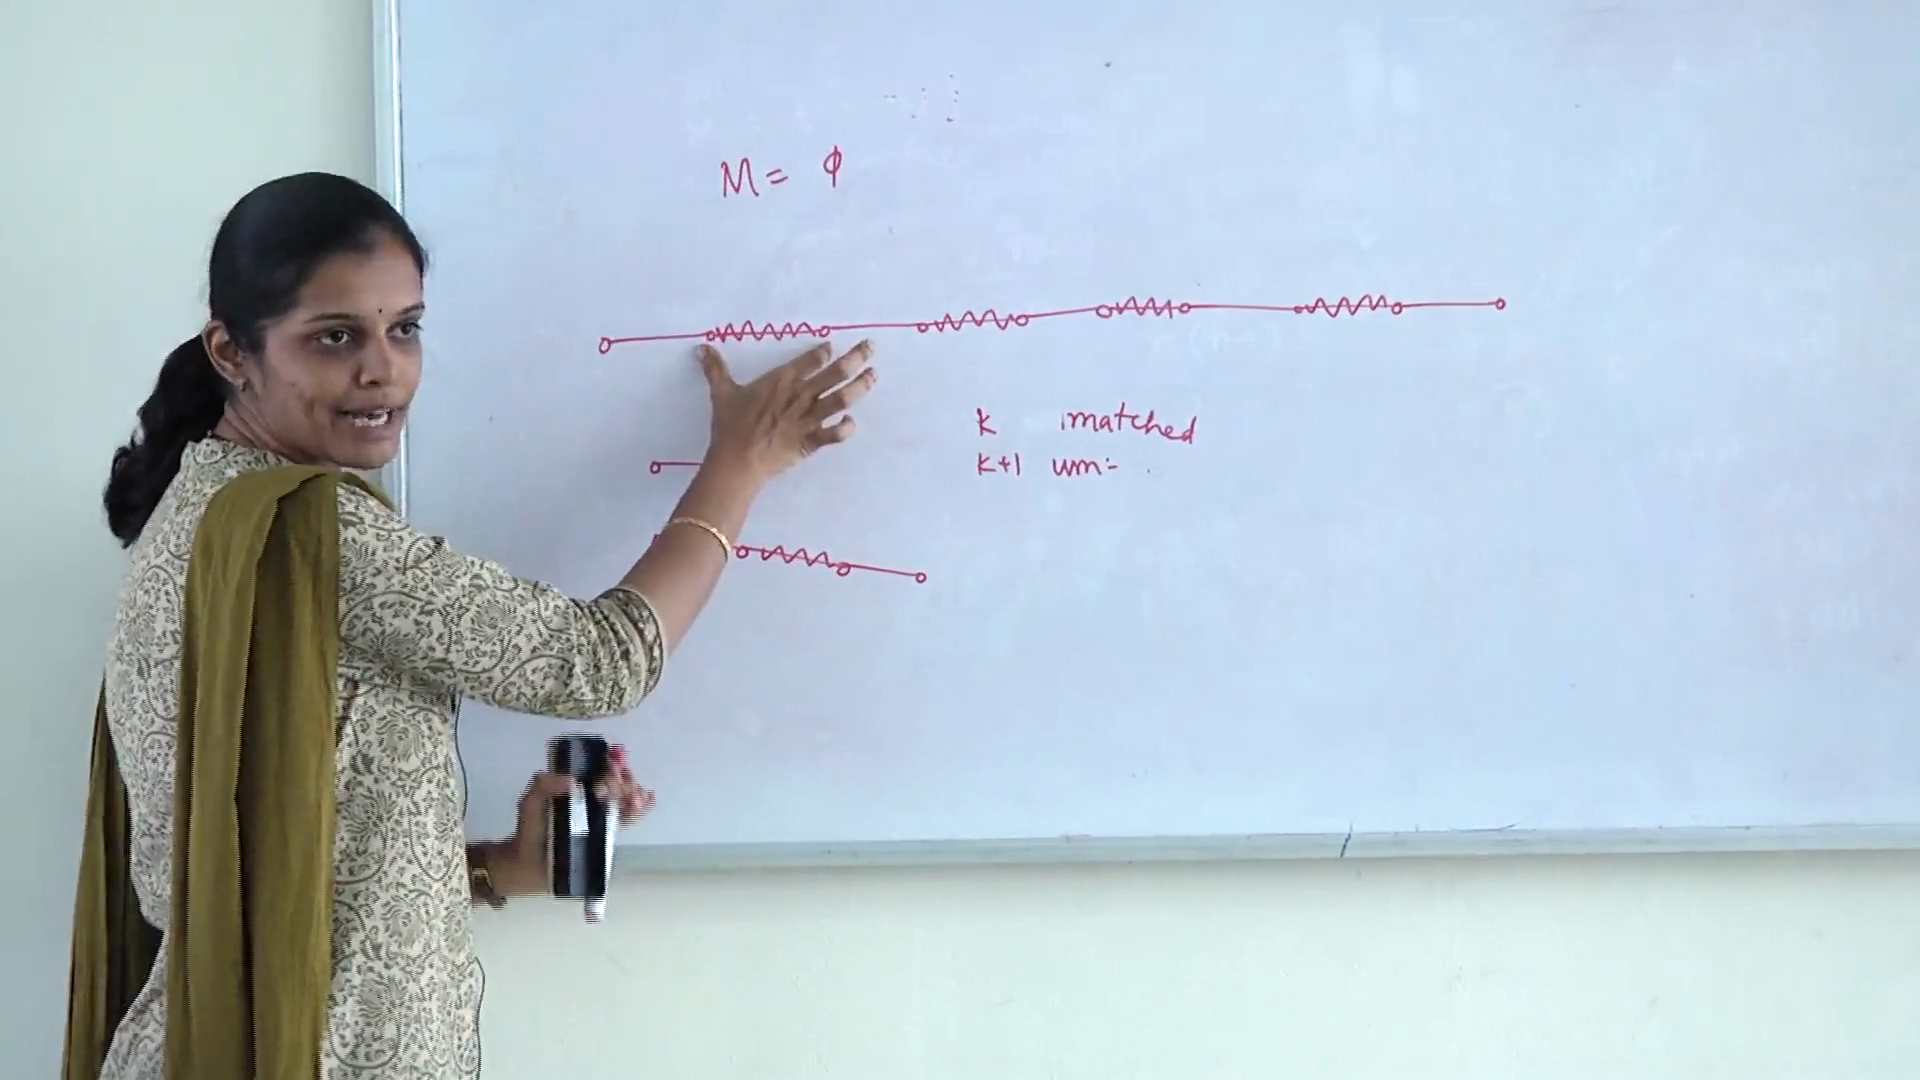 M = φ
k matched
k+1 um:-